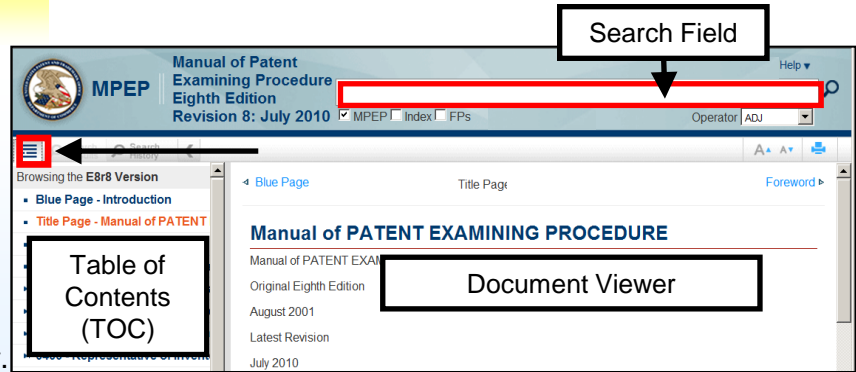 Search Field
Manual of Patent
Examining Procedure
Eighth Edition
Revision 8: July 2010
MPEP
Help
MPEP Index FPs
Operator ADJ
Search
History
A A
Browsing the E8r8 Version
Blue Page - Introduction
Title Page - Manual of PATENT
Table of
Contents
(TOC)
Blue Page
Title Page
Foreword
Manual of PATENT EXAMINING PROCEDURE
Manual of PATENT
Document Viewer
Original Eighth Edition
August 2001
Latest Revision
July 2010